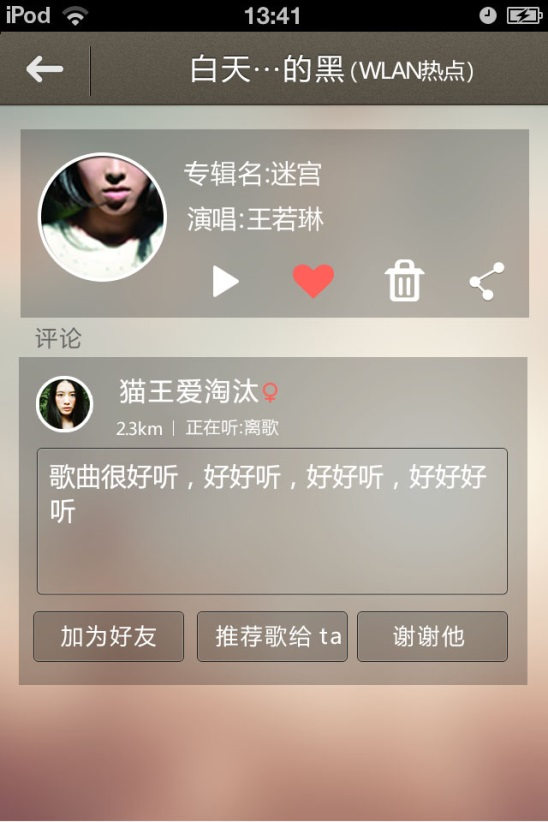 iPod 13:41
白天…的黑(WLAN热点)
专辑名:迷宫
演唱:王若琳
评论
猫王爱淘汰♀
2.3km | 正在听:离歌
歌曲很好听，好好听，好好听，好好好
听
加为好友 推荐歌给 ta 谢谢他